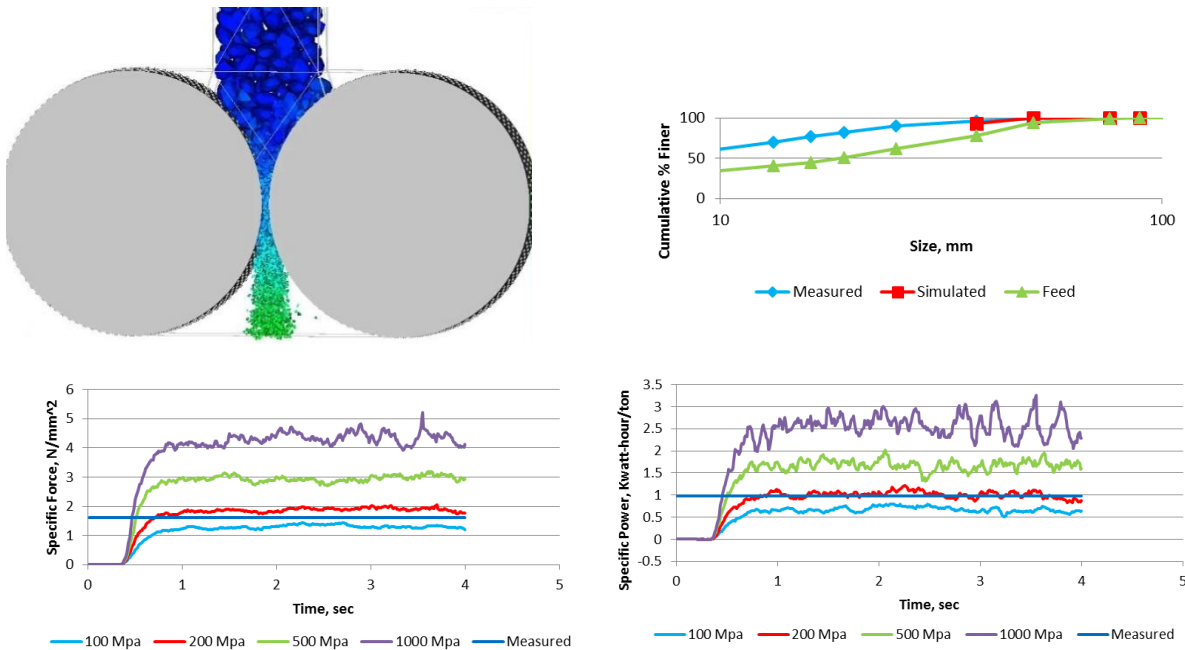 Cumulative % Finer
100
50
0
10
100
Size, mm
Measured
Simulated
Feed
Specific Force, N/mm^2
6
5
4
3
2
1
0
0
1
2
3
4
5
Time, sec
100 Mpa
200 Mpa
500 Mpa
1000 Mpa
Measured
Specific Power, Kwatt-hour/ton
3.5
3
2.5
2
1.5
1
0.5
0
-0.5
0
1
2
3
4
5
Time, sec
100 Mpa
200 Mpa
500 Mpa
1000 Mpa
Measured